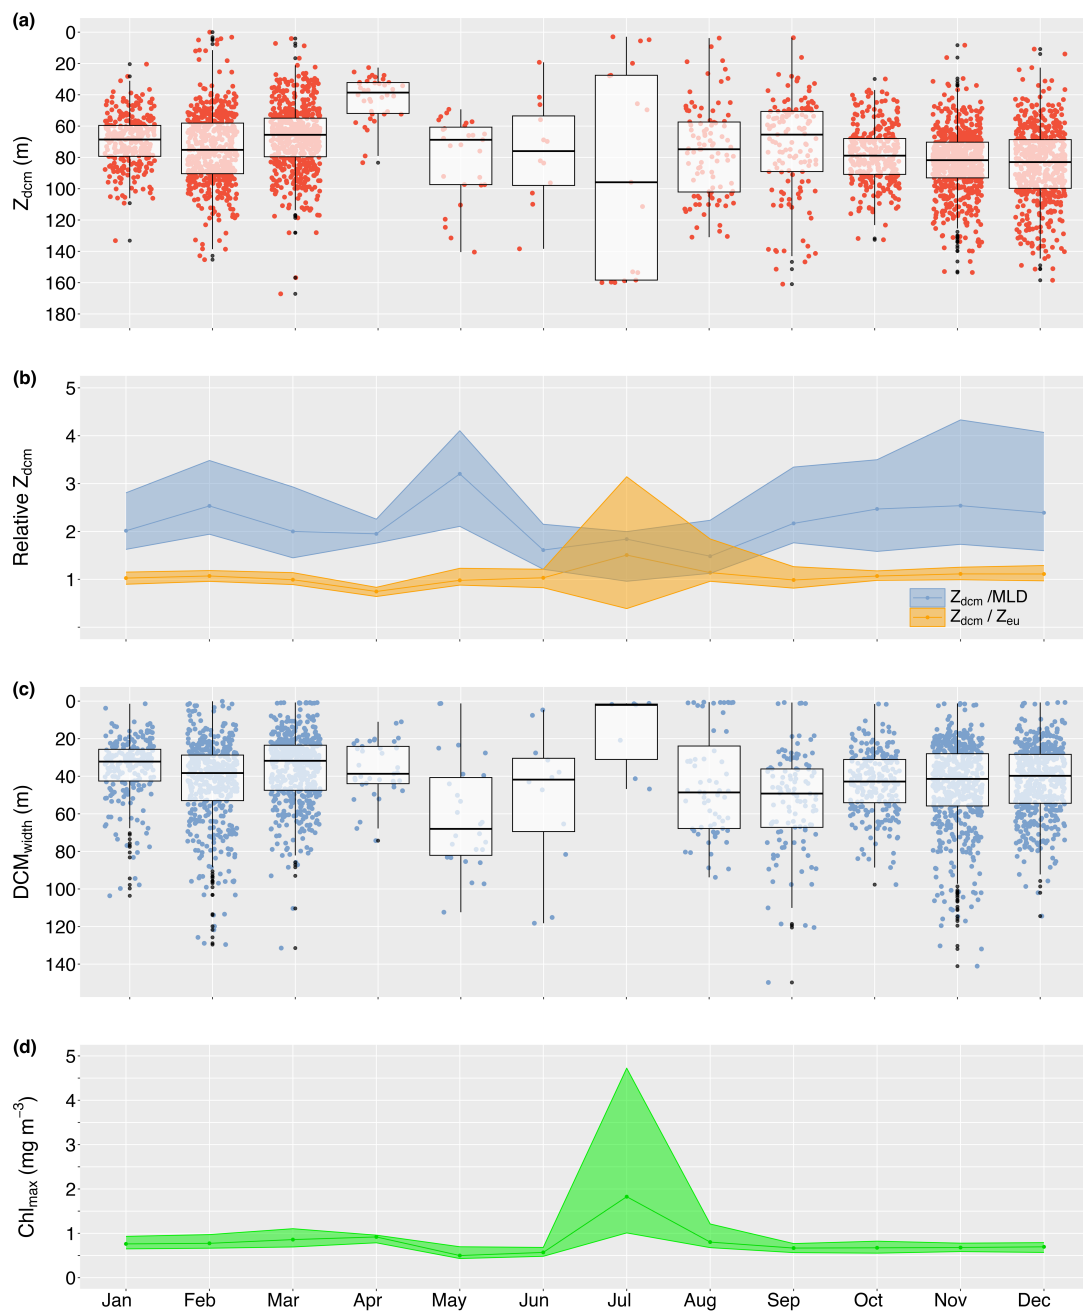 (a)
0
20
40
60
80
100
120
140
160
180
Zdcm (m)
(b)
5
4
3
2
1
Relative Zdcm
Zdcm /MLD
Zdcm / Zeu
(c)
0
20
40
60
80
100
120
140
DCMwidth (m)
(d)
5
4
3
2
1
0
Chlmax (mg m−3)
Jan Feb Mar Apr May Jun Jul Aug Sep Oct Nov Dec